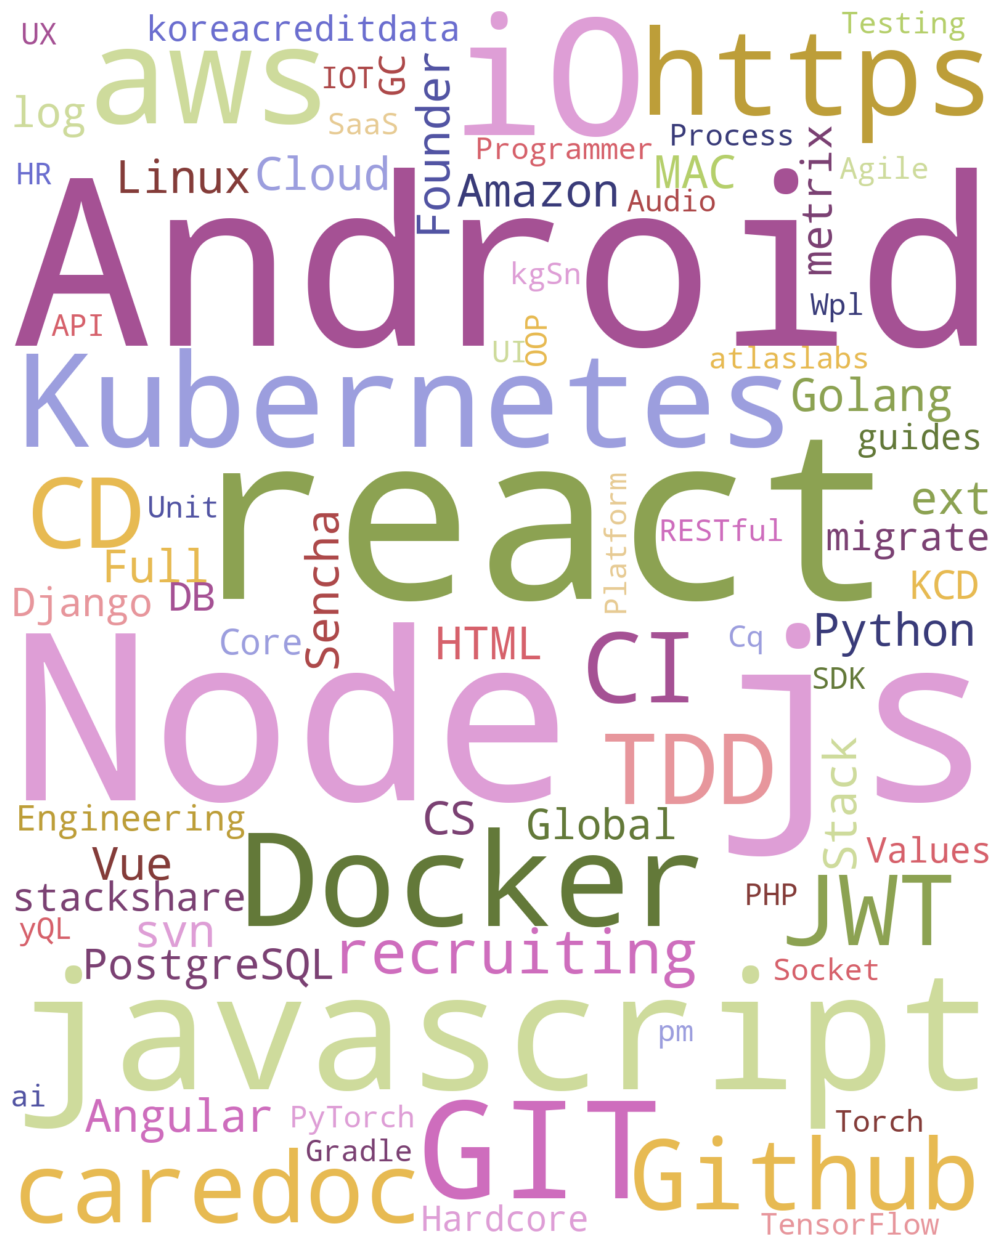 UX
koreacreditdata
iO
Testing
aws
IOT
GC
Founder
https
log
SaaS
Programmer
Process
metrix
HR
Linux
Cloud
Amazon
MAC
Agile
Audio
Android
kgSn
Wpl
API
UI
OOP
atlaslabs
Kubernetes
Golang
guides
CD
Unit
react
Platform
RESTful
ext
migrate
Full
Sencha
KCD
Django
DB
Core
HTML
CI
Cq
Python
SDK
Node js
TDD
Stack
Engineering
CS
Global
Vue
Docker
Values
stackshare
PHP
JWT
yQL
svn
PostgreSQL
recruiting
Socket
javascript
pm
ai
Angular
PyTorch
GIT
Torch
Gradle
caredoc
Github
Hardcore
TensorFlow